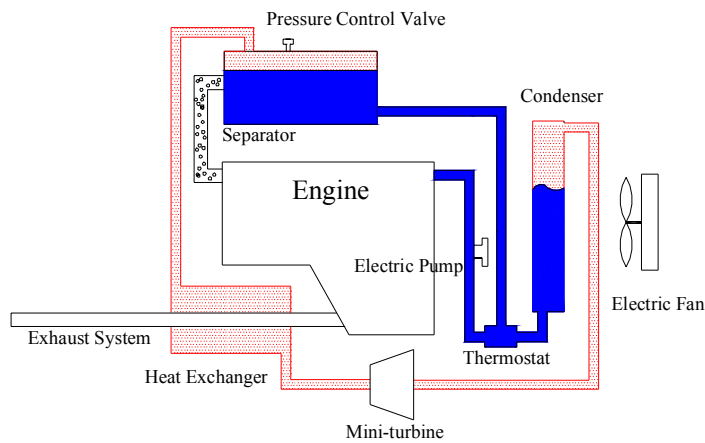 Pressure Control Valve
Condenser
Separator
Engine
Electric Pump
Electric Fan
Exhaust System
Thermostat
Heat Exchanger
Mini-turbine